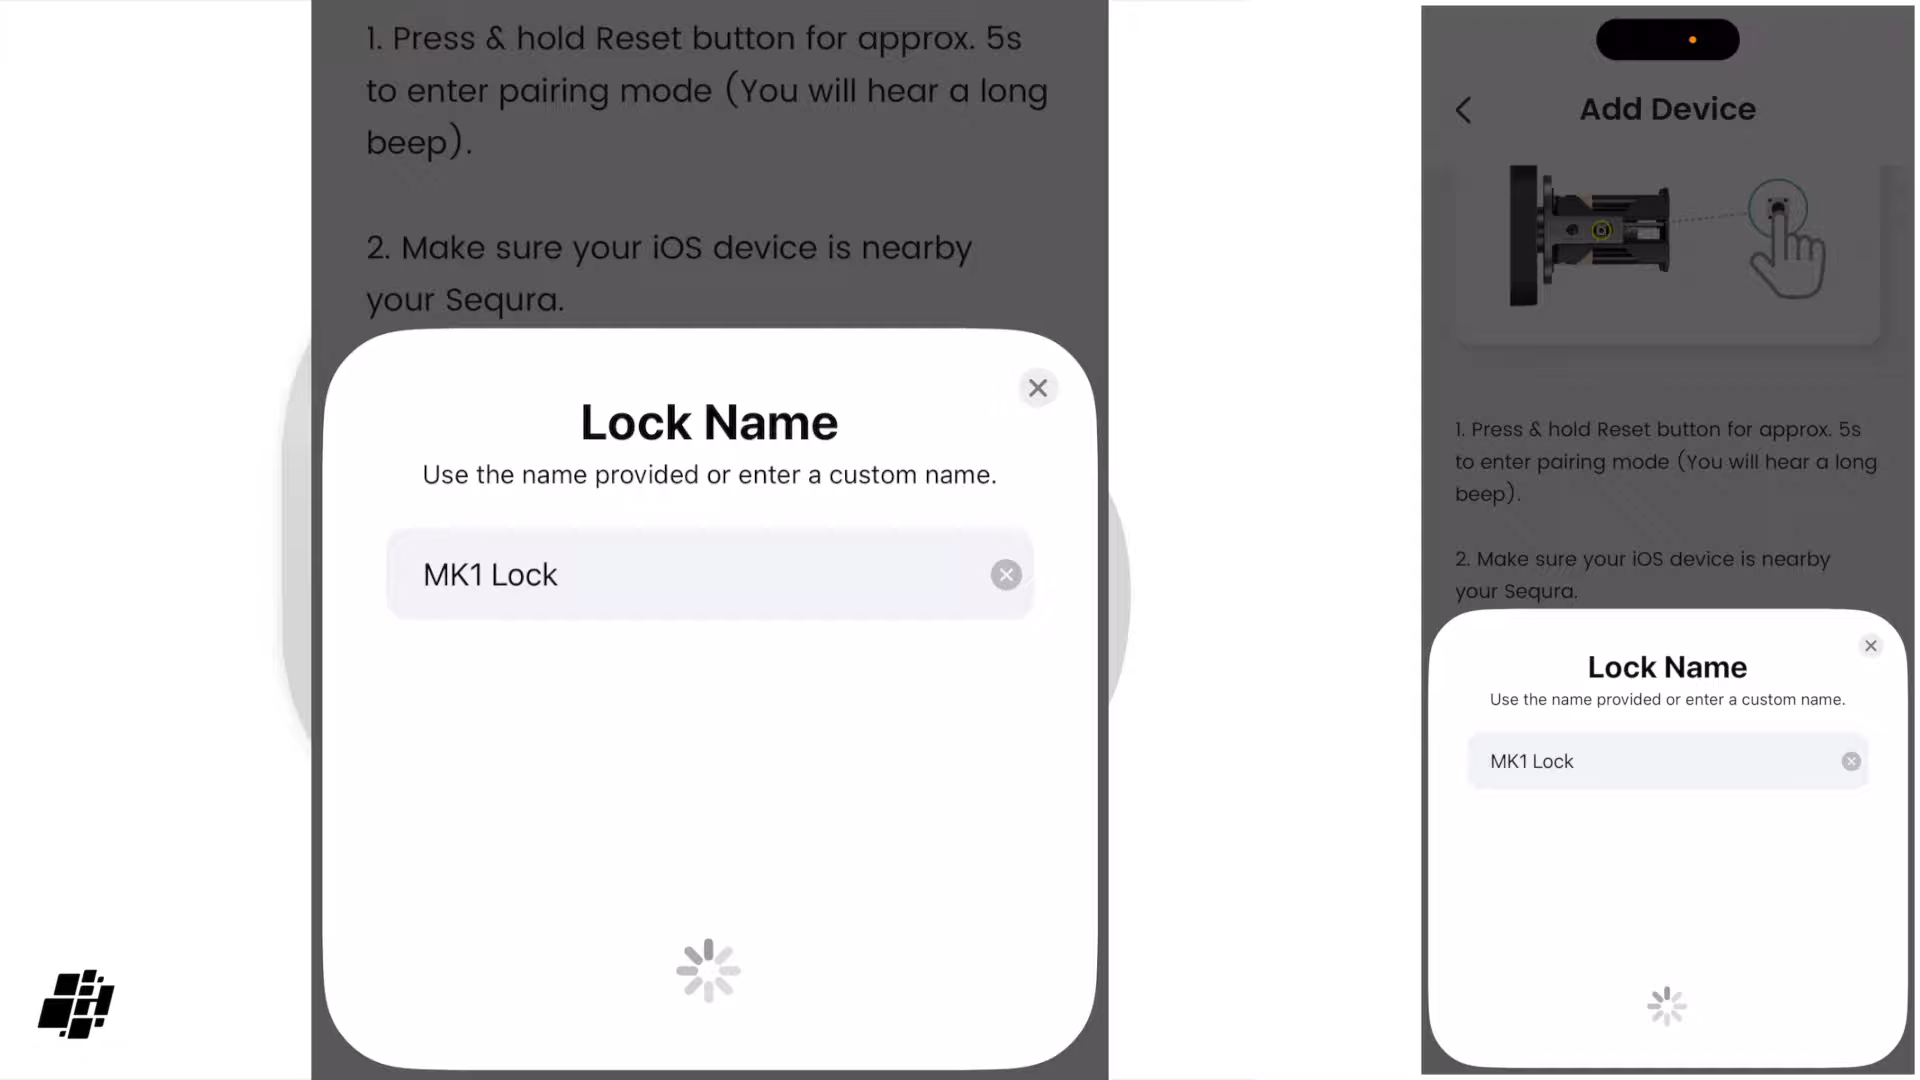 1. Press & hold Reset button for approx. 5s
to enter pairing mode (You will hear a long
beep).
2. Make sure your iOS device is nearby
your Sequra.
Lock Name
Use the name provided or enter a custom name.
MK1 Lock
Add Device
1. Press & hold Reset button for approx. 5s
to enter pairing mode (You will hear a long
beep).
2. Make sure your iOS device is nearby
your Sequra.
Lock Name
Use the name provided or enter a custom name.
MK1 Lock